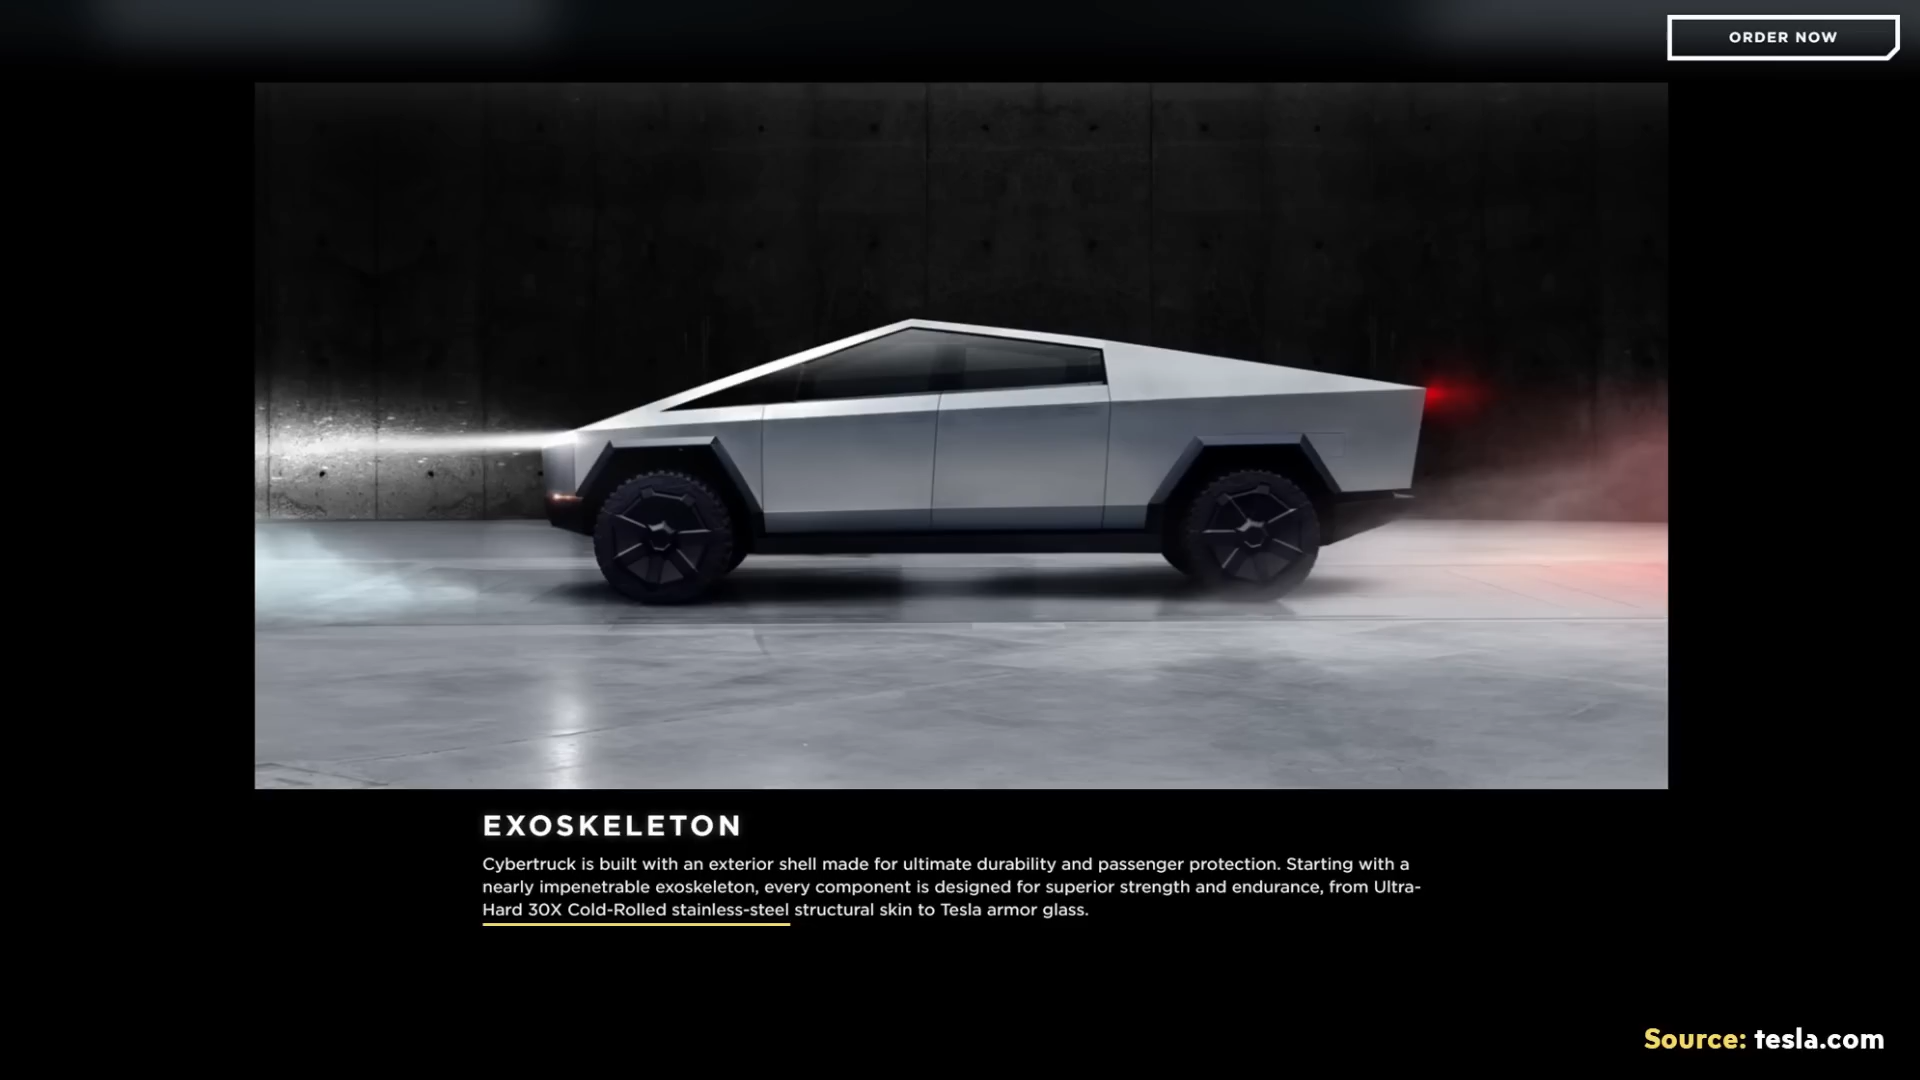 ORDER NOW
EXOSKELETON
Cybertruck is built with an exterior shell made for ultimate durability and passenger protection. Starting with a
nearly impenetrable exoskeleton, every component is designed for superior strength and endurance, from Ultra-
Hard 30X Cold-Rolled stainless-steel structural skin to Tesla armor glass.
Source: tesla.com